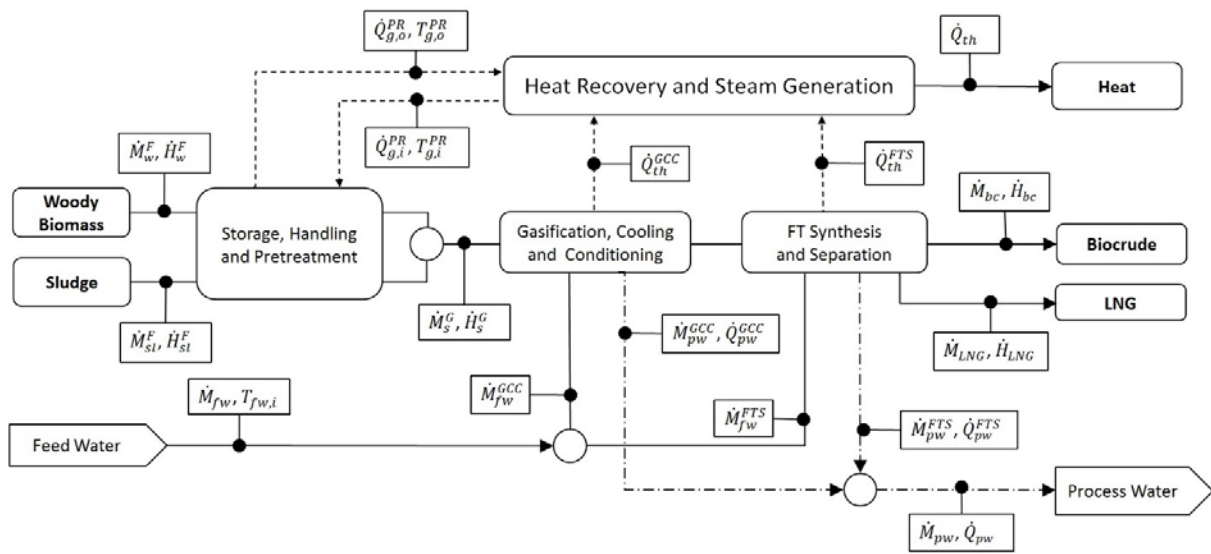 Q̇_{g,o}^{PR}, T_{g,o}^{PR}
Q̇_{th}
Heat Recovery and Steam Generation
Heat
Q̇_{g,i}^{PR}, T_{g,i}^{PR}
Ṁ_w^F, Ḣ_w^F
Q̇_{th}^{GCC}
Q̇_{th}^{FTS}
Ṁ_{bc}, Ḣ_{bc}
Woody
Biomass
Storage, Handling
and Pretreatment
Gasification, Cooling
and Conditioning
FT Synthesis
and Separation
Biocrude
Sludge
LNG
Ṁ_s^G, Ḣ_s^G
Ṁ_{sl}^F, Ḣ_{sl}^F
Ṁ_{pw}^{GCC}, Q̇_{pw}^{GCC}
Ṁ_{LNG}, Ḣ_{LNG}
Ṁ_{fw}, T_{fw,i}
Ṁ_{fw}^{GCC}
Ṁ_{fw}^{FTS}
Ṁ_{pw}^{FTS}, Q̇_{pw}^{FTS}
Feed Water
Process Water
Ṁ_{pw}, Q̇_{pw}